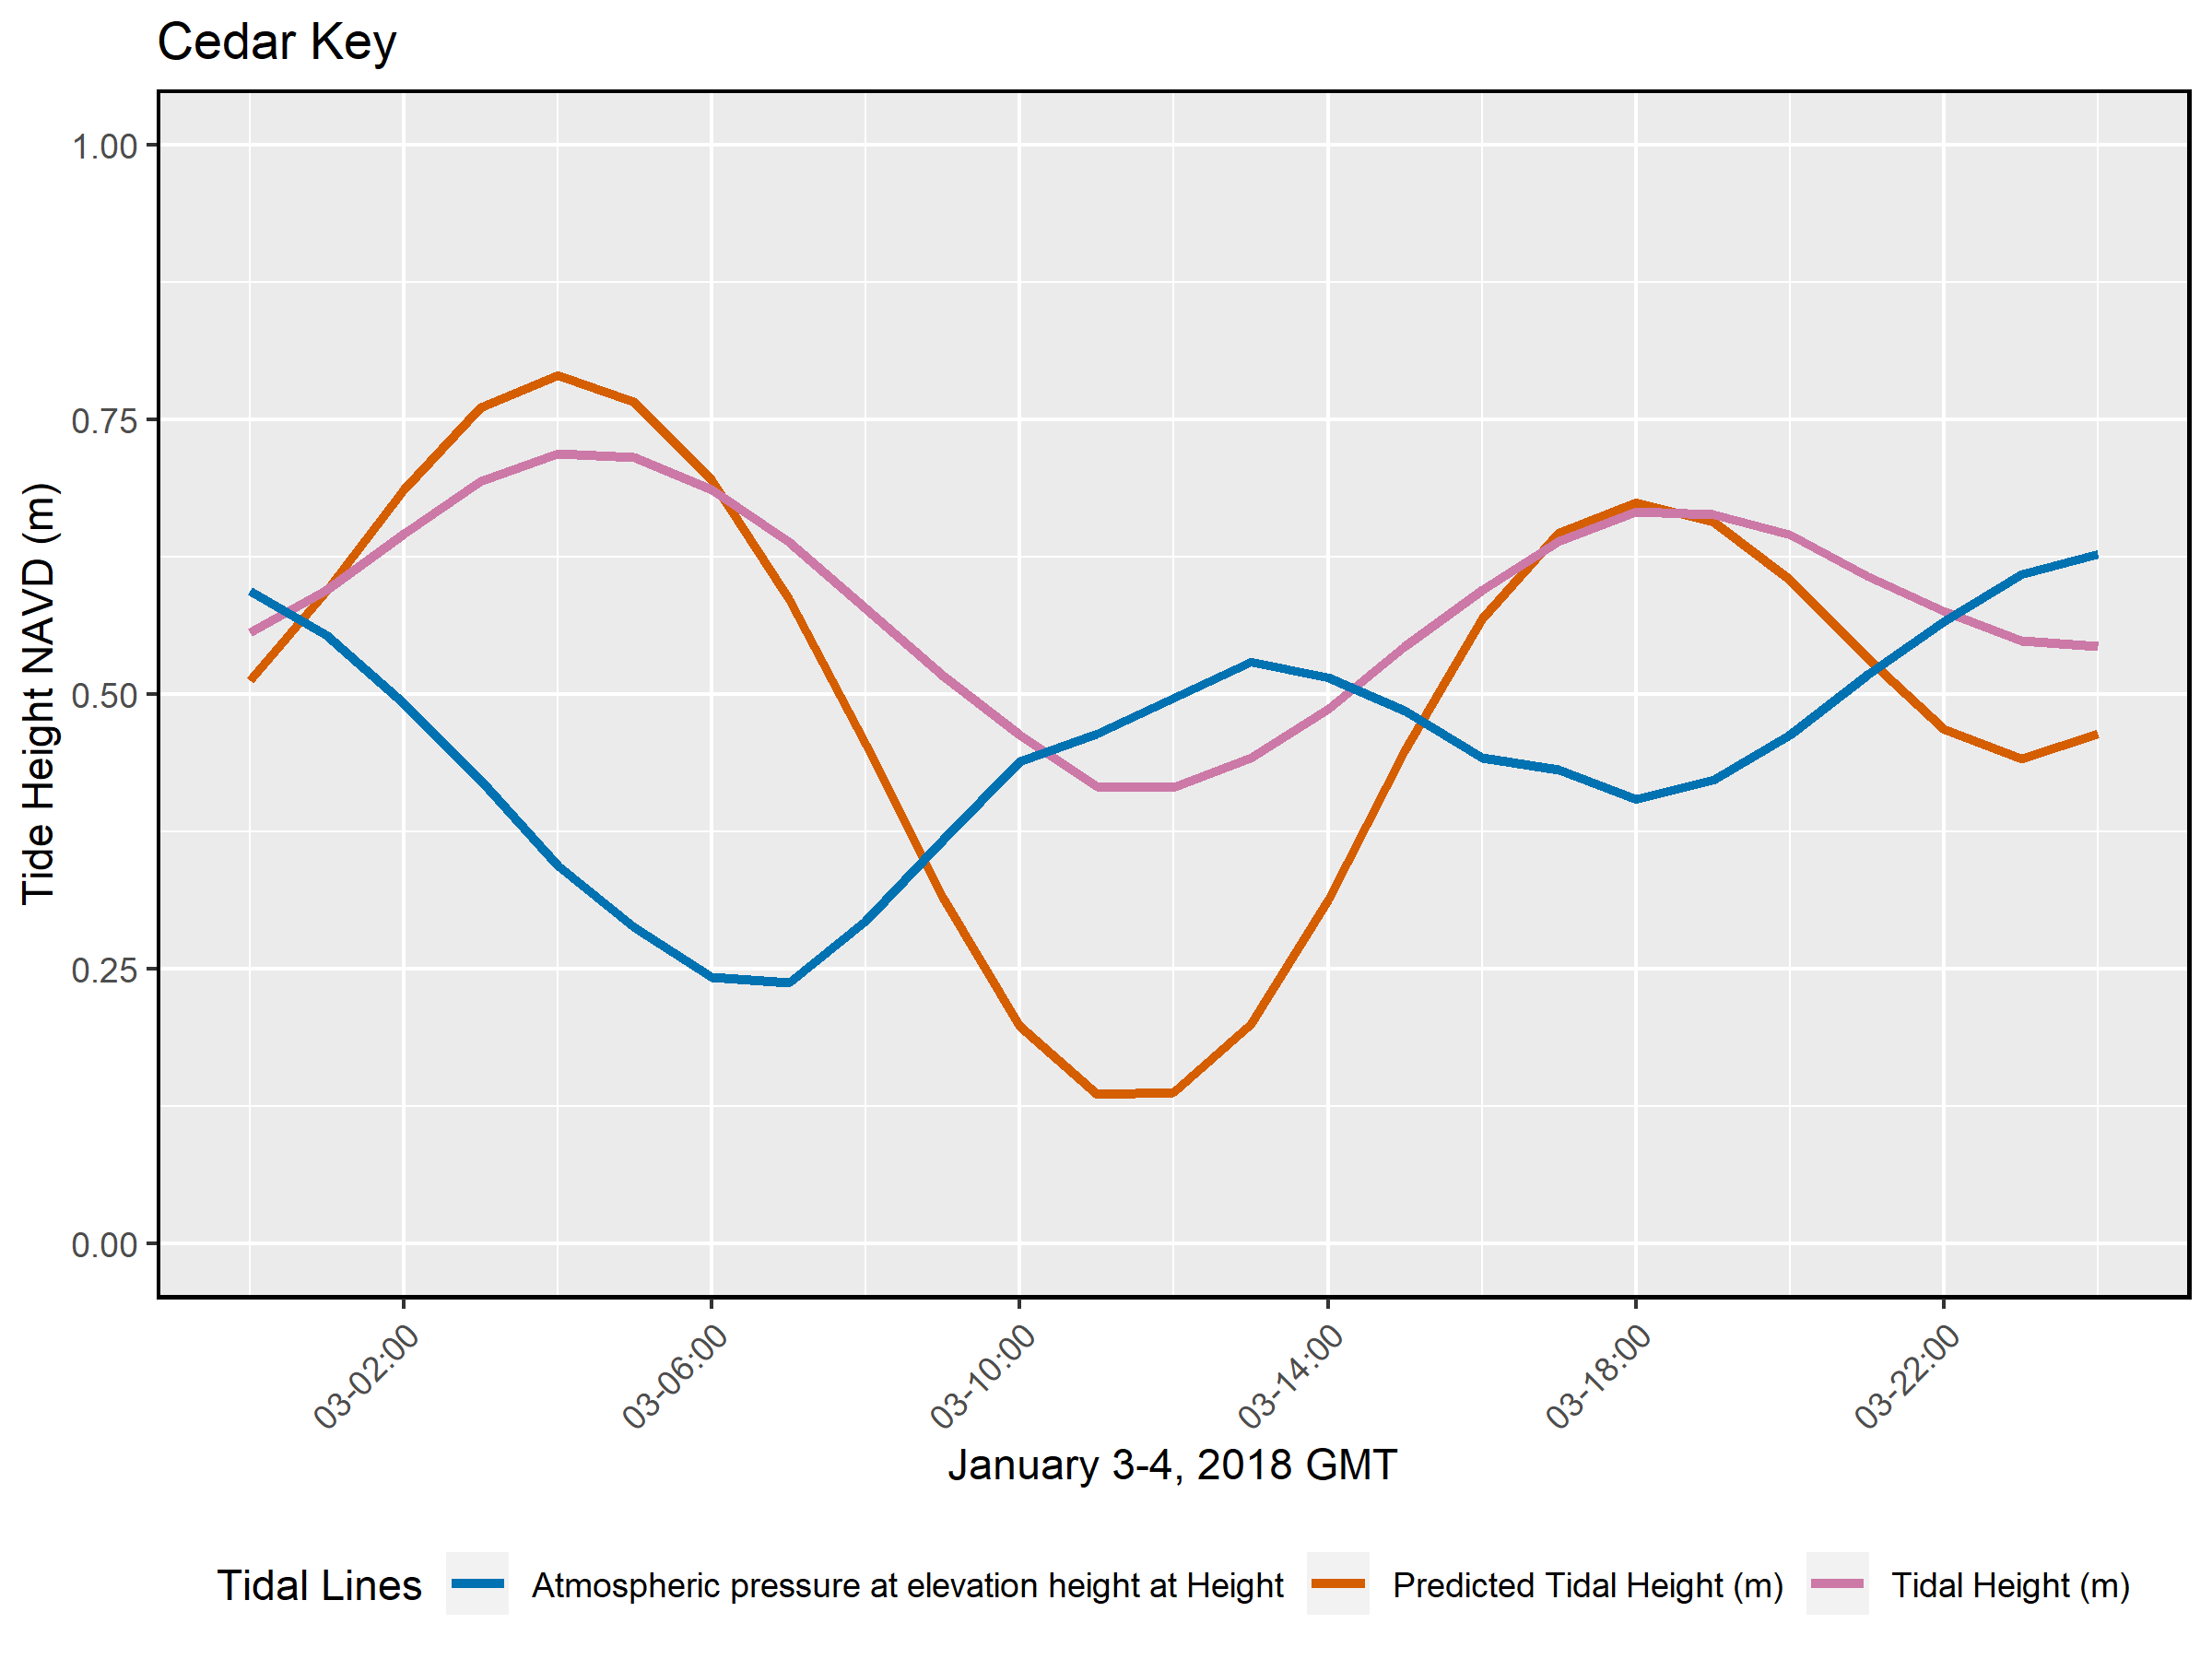 Cedar Key
Tide Height NAVD (m)
1.00
0.75
0.50
0.25
0.00
03-02:00
03-06:00
03-10:00
03-14:00
03-18:00
03-22:00
January 3-4, 2018 GMT
Tidal Lines Atmospheric pressure at elevation height at Height Predicted Tidal Height (m) Tidal Height (m)